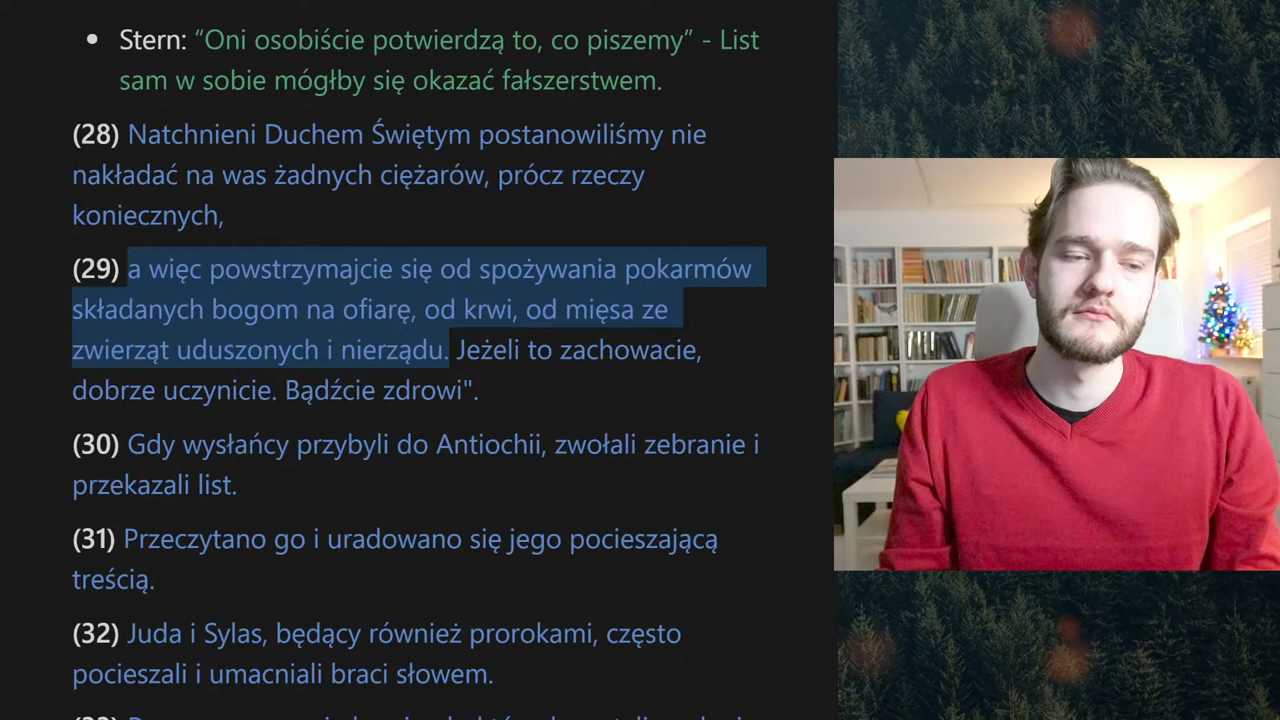 • Stern: “Oni osobiście potwierdzą to, co piszemy” - List
sam w sobie mógłby się okazać fałszerstwem.
(28) Natchnieni Duchem Świętym postanowiliśmy nie
nakładać na was żadnych ciężarów, prócz rzeczy
koniecznych,
(29) a więc powstrzymajcie się od spożywania pokarmów
składanych bogom na ofiarę, od krwi, od mięsa ze
zwierząt uduszonych i nierządu. Jeżeli to zachowacie,
dobrze uczynicie. Bądźcie zdrowi".
(30) Gdy wysłańcy przybyli do Antiochii, zwołali zebranie i
przekazali list.
(31) Przeczytano go i uradowano się jego pocieszającą
treścią.
(32) Juda i Sylas, będący również prorokami, często
pocieszali i umacniali braci słowem.